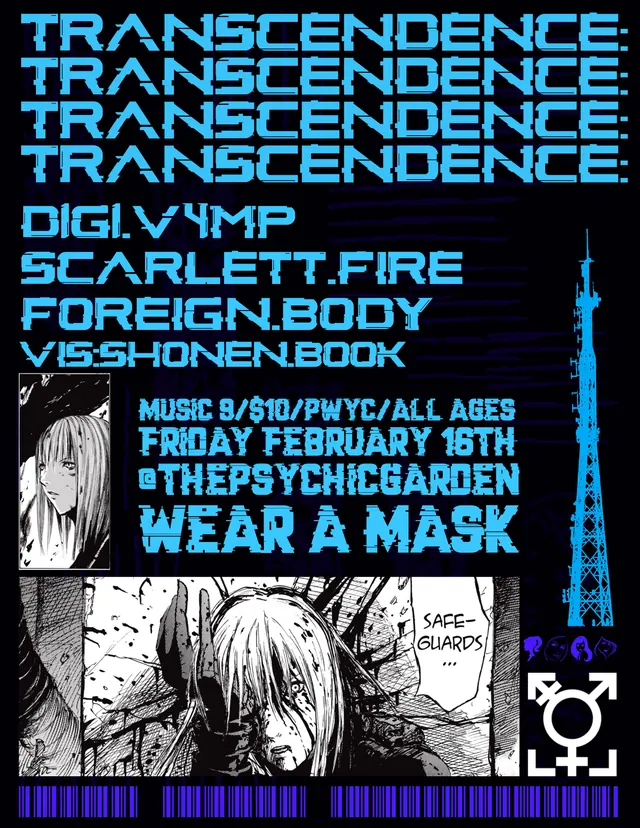 TRANSCENDENCE:
TRANSCENDENCE:
TRANSCENDENCE:
TRANSCENDENCE:
DIGI.V4MP
SCARLETT.FIRE
FOREIGN.BODY
VIS:SHONEN.BOOK
MUSIC 9/$10/PWYC/ALL AGES
FRIDAY FEBRUARY 16TH
@THEPSYCHICGARDEN
WEAR A MASK
SAFE-
GUARDS
...